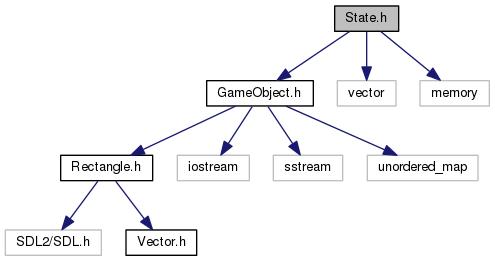 State.h
GameObject.h
vector
memory
Rectangle.h
iostream
sstream
unordered_map
SDL2/SDL.h
Vector.h